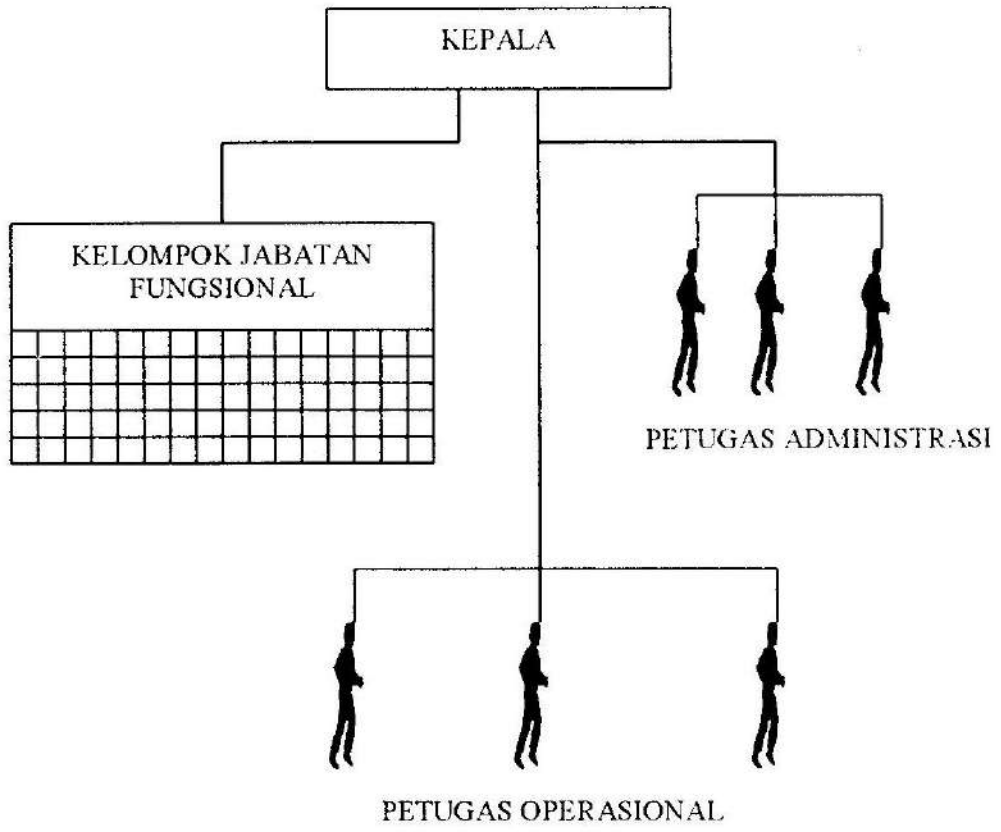 KEPALA
KELOMPOK JABATAN
FUNGSIONAL
PETUGAS ADMINISTRASI
PETUGAS OPERASIONAL